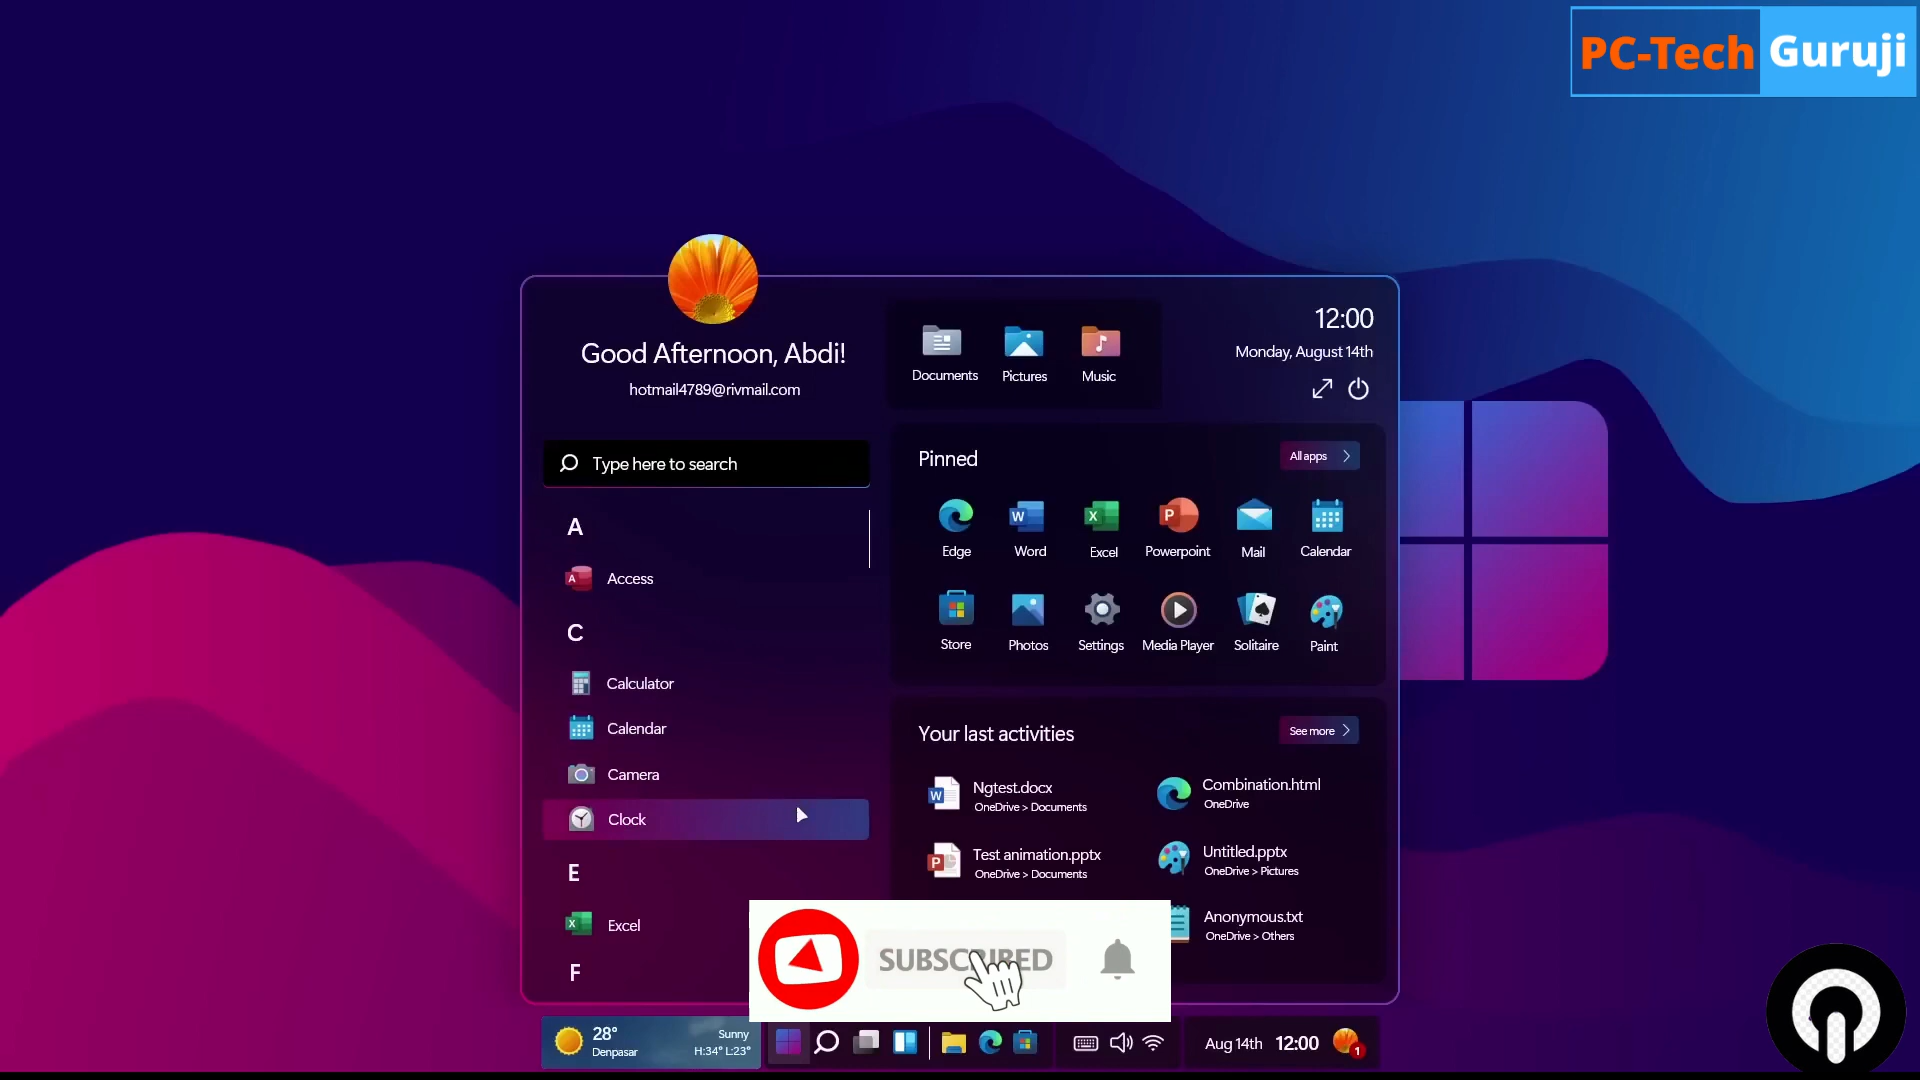 PC-Tech Guruji
Good Afternoon, Abdi!
hotmail4789@rivmail.com
Type here to search
A
Access
C
Calculator
Calendar
Camera
Clock
E
Excel
F
Documents
Pictures
Music
12:00
Monday, August 14th
Pinned
All apps
Edge
Word
Excel
Powerpoint
Mail
Calendar
Store
Photos
Settings
Media Player
Solitaire
Paint
Your last activities
See more
Ngtest.docx
OneDrive > Documents
Combination.html
OneDrive
Test animation.pptx
OneDrive > Documents
Untitled.pptx
OneDrive > Pictures
Anonymous.txt
OneDrive > Others
SUBSCRIBED
28°
Denpasar
Sunny
H:34° L:23°
Aug 14th 12:00
1